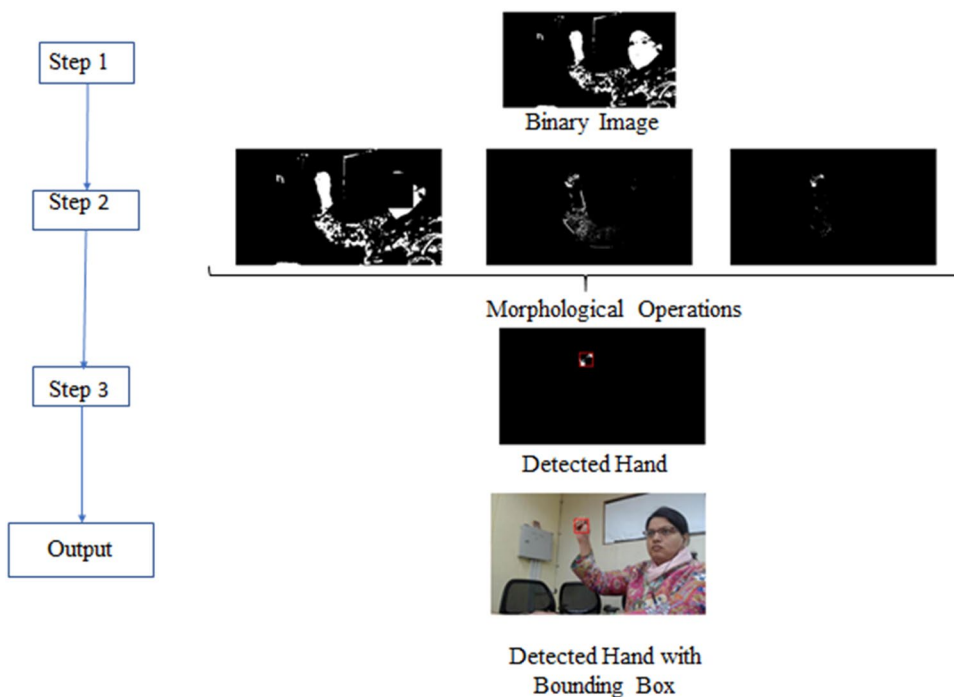 Step 1
Binary Image
Step 2
Morphological Operations
Step 3
Detected Hand
Output
Detected Hand with
Bounding Box